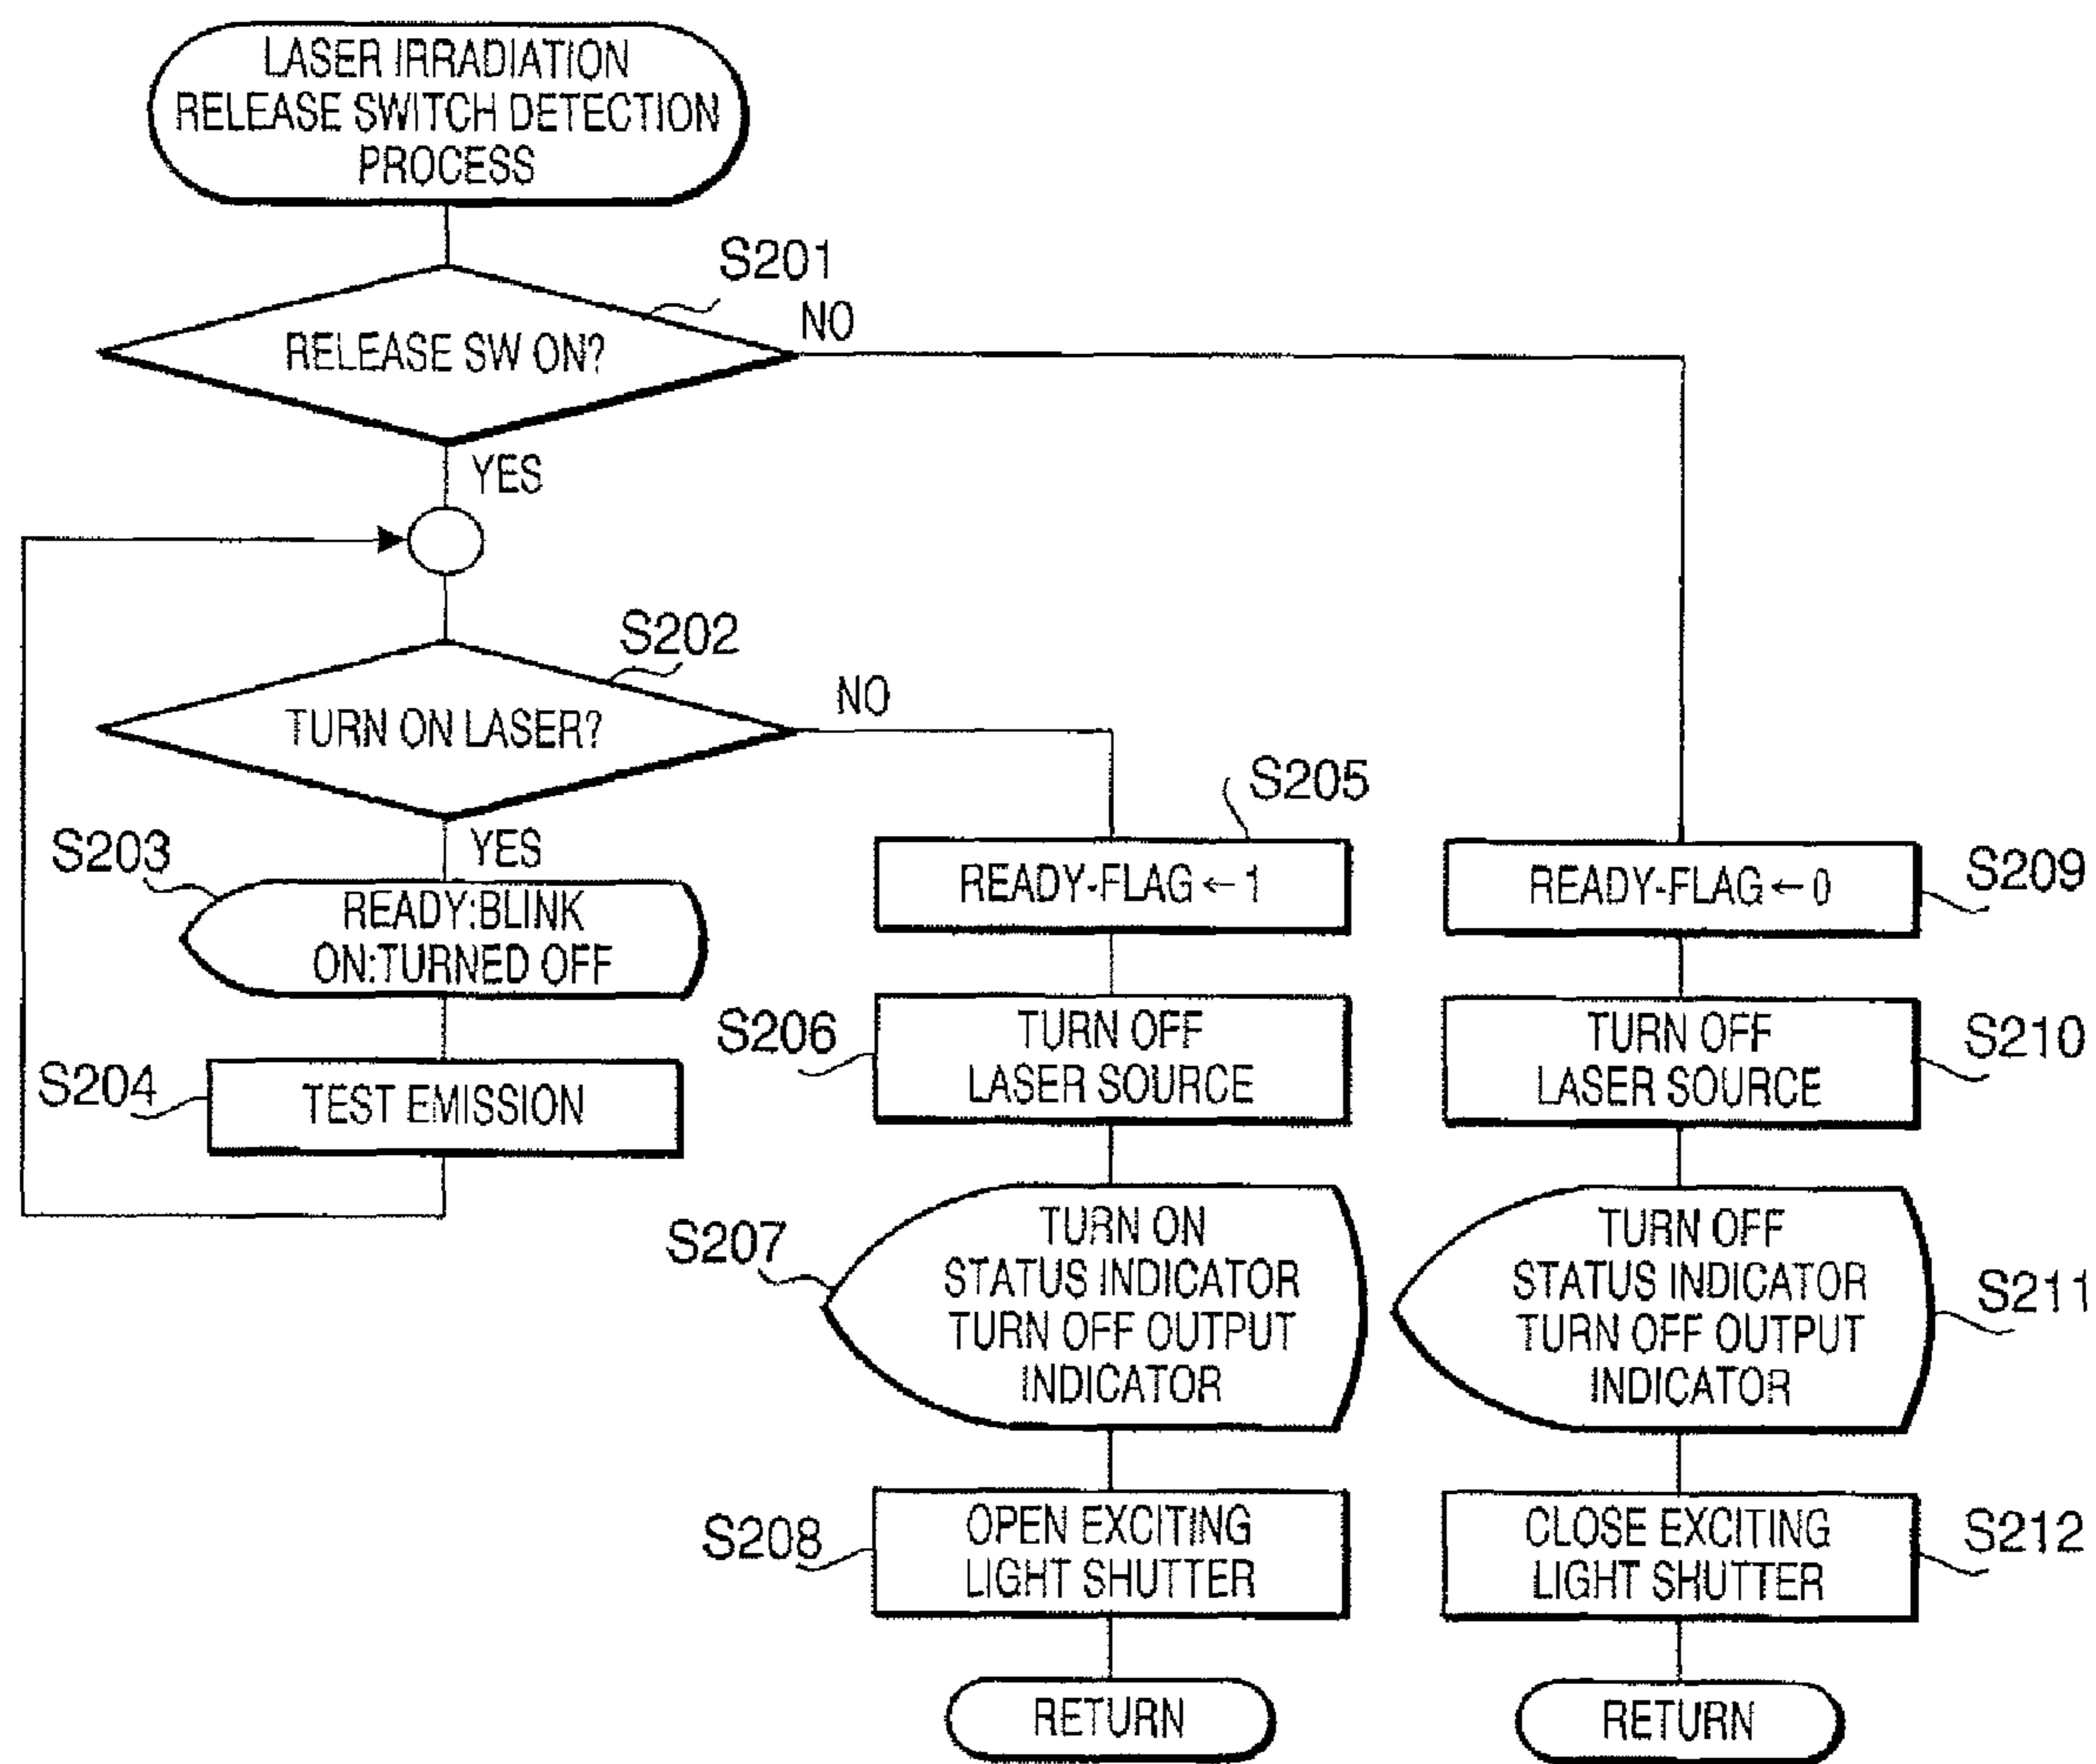 LASER IRRADIATION
RELEASE SWITCH DETECTION
PROCESS
S201
RELEASE SW ON?
NO
YES
S202
TURN ON LASER?
NO
YES
S203
READY:BLINK
ON:TURNED OFF
S204
TEST EMISSION
S205
READY-FLAG ← 1
S206
TURN OFF
LASER SOURCE
S207
TURN ON
STATUS INDICATOR
TURN OFF OUTPUT
INDICATOR
S208
OPEN EXCITING
LIGHT SHUTTER
RETURN
S209
READY-FLAG ← 0
S210
TURN OFF
LASER SOURCE
S211
TURN OFF
STATUS INDICATOR
TURN OFF OUTPUT
INDICATOR
S212
CLOSE EXCITING
LIGHT SHUTTER
RETURN